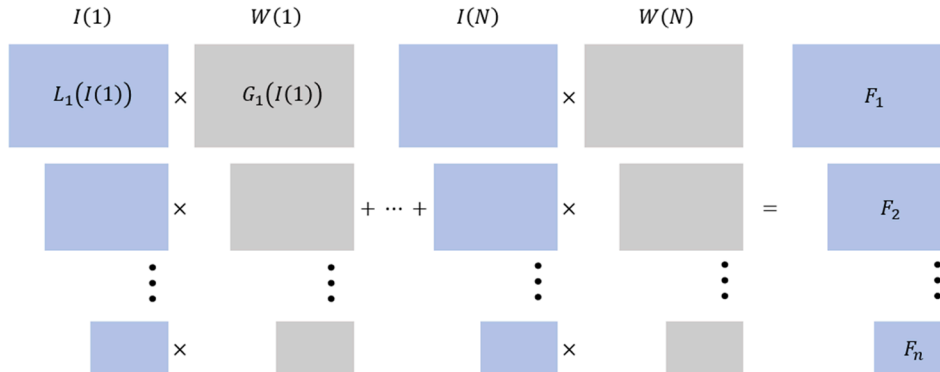 I(1) W(1) I(N) W(N)
L₁(I(1)) × G₁(I(1)) × F₁
× + ⋯ + × = F₂
× × Fₙ